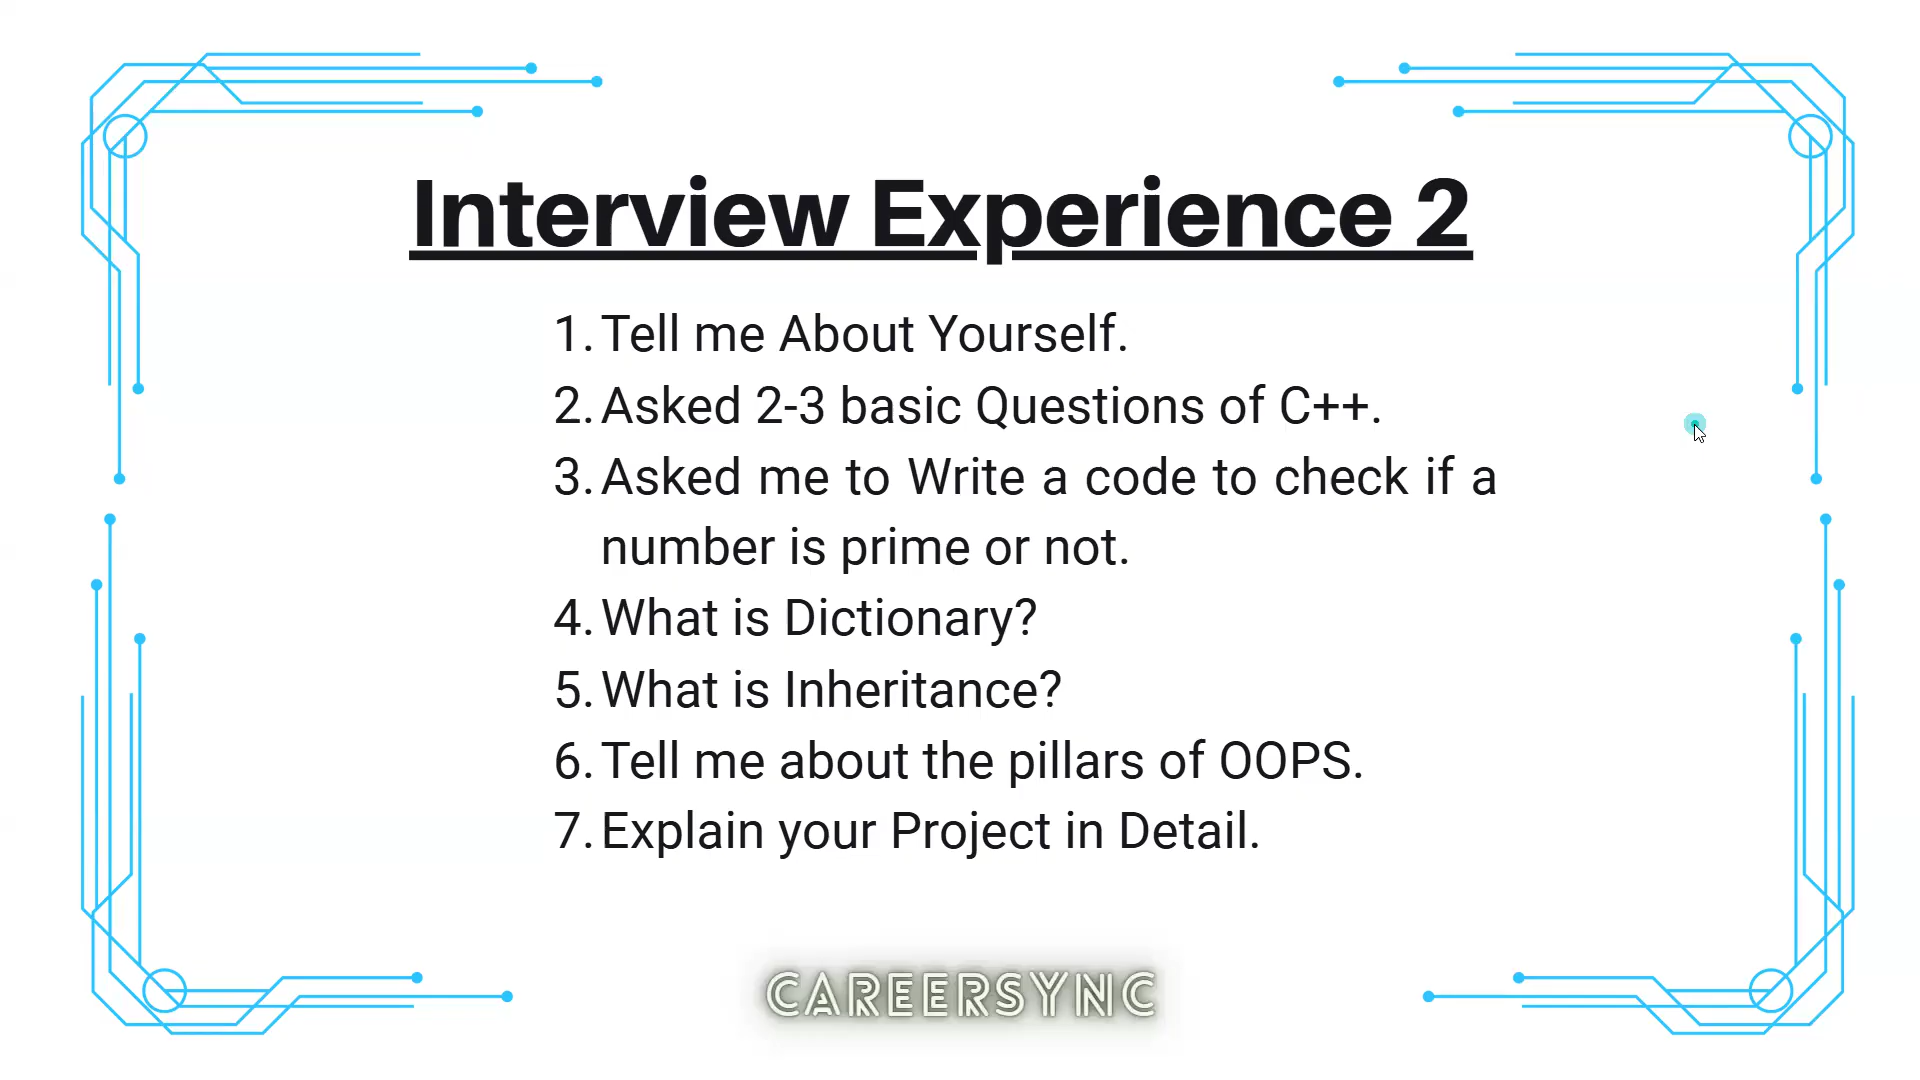 Interview Experience 2
1. Tell me About Yourself.
2. Asked 2-3 basic Questions of C++.
3. Asked me to Write a code to check if a
number is prime or not.
4. What is Dictionary?
5. What is Inheritance?
6. Tell me about the pillars of OOPS.
7. Explain your Project in Detail.
CAREERSYNC